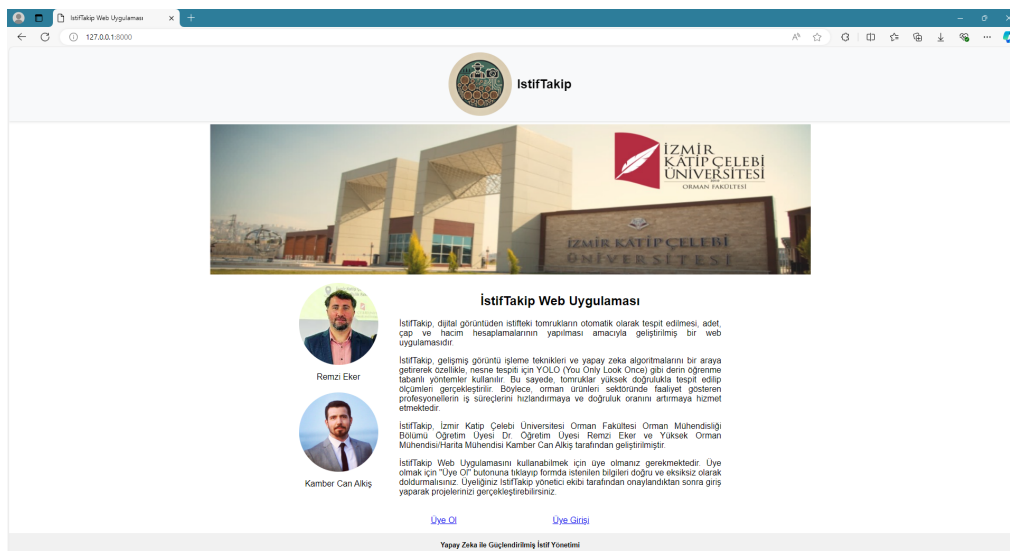 IstifTakip Web Uygulaması
127.0.0.1:8000
IstifTakip
İZMİR
KATİP ÇELEBİ
ÜNİVERSİTESİ
2010
ORMAN FAKÜLTESİ
İZMİR KATİP ÇELEBİ
ÜNİVERSİTESİ
Remzi Eker
Kamber Can Alkiş
İstifTakip Web Uygulaması
İstifTakip, dijital görüntüden istifteki tomrukların otomatik olarak tespit edilmesi, adet,
çap ve hacim hesaplamalarının yapılması amacıyla geliştirilmiş bir web
uygulamasıdır.
İstifTakip, gelişmiş görüntü işleme teknikleri ve yapay zeka algoritmalarını bir araya
getirerek özellikle, nesne tespiti için YOLO (You Only Look Once) gibi derin öğrenme
tabanlı yöntemler kullanılır. Bu sayede, tomruklar yüksek doğrulukla tespit edilip
ölçümleri gerçekleştirilir. Böylece, orman ürünleri sektöründe faaliyet gösteren
profesyonellerin iş süreçlerini hızlandırmaya ve doğruluk oranını artırmaya hizmet
etmektedir.
İstifTakip, İzmir Katip Çelebi Üniversitesi Orman Fakültesi Orman Mühendisliği
Bölümü Öğretim Üyesi Dr. Öğretim Üyesi Remzi Eker ve Yüksek Orman
Mühendisi/Harita Mühendisi Kamber Can Alkiş tarafından geliştirilmiştir.
İstifTakip Web Uygulamasını kullanabilmek için üye olmanız gerekmektedir. Üye
olmak için "Üye Ol" butonuna tıklayıp formda istenilen bilgileri doğru ve eksiksiz olarak
doldurmalısınız. Üyeliğiniz IstifTakip yönetici ekibi tarafından onaylandıktan sonra giriş
yaparak projelerinizi gerçekleştirebilirsiniz.
Üye Ol
Üye Girişi
Yapay Zeka ile Güçlendirilmiş İstif Yönetimi